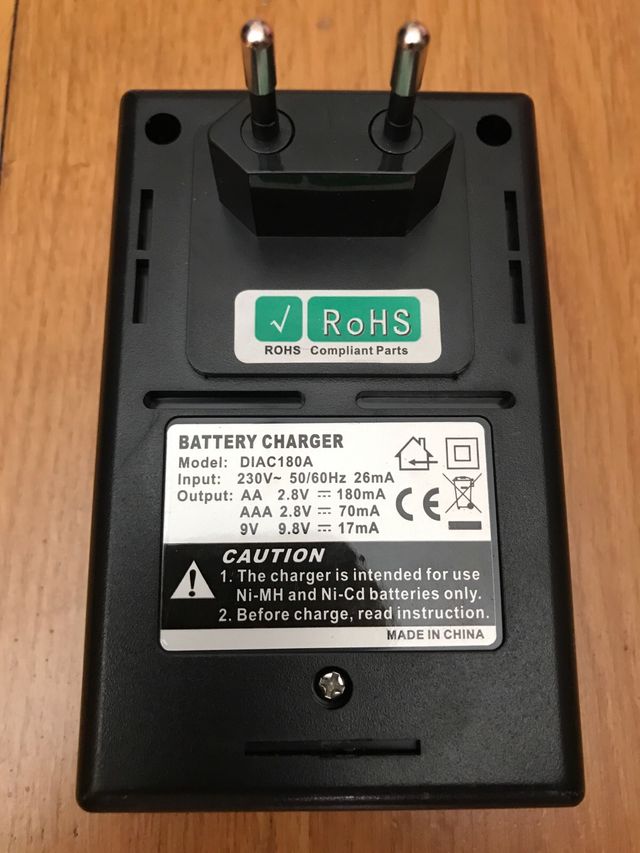 √ RoHS
ROHS Compliant Parts
BATTERY CHARGER
Model: DIAC180A
Input: 230V~ 50/60Hz 26mA
Output: AA 2.8V ⎓ 180mA
AAA 2.8V ⎓ 70mA
9V 9.8V ⎓ 17mA
CE
CAUTION
1. The charger is intended for use
Ni-MH and Ni-Cd batteries only.
2. Before charge, read instruction.
MADE IN CHINA